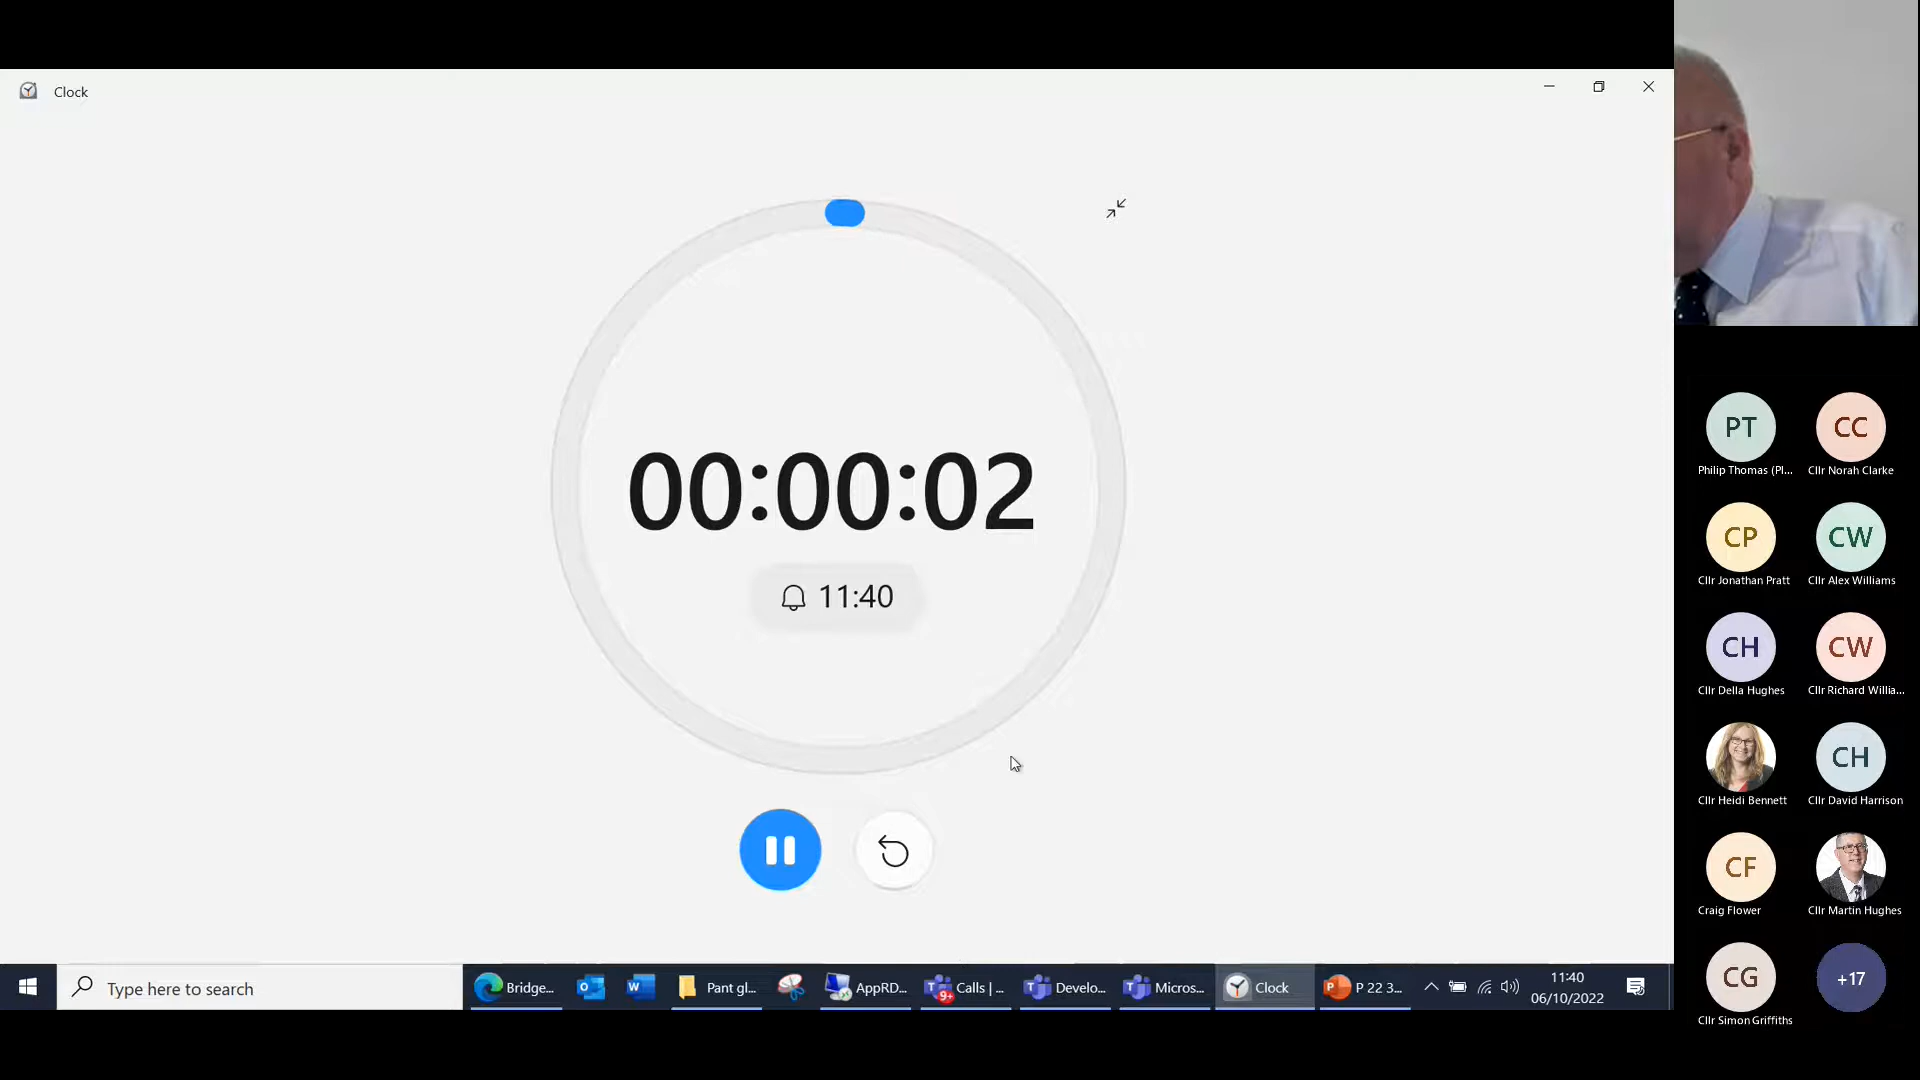 Clock
00:00:02
11:40
PT
Philip Thomas (Pl...
CC
Cllr Norah Clarke
CP
Cllr Jonathan Pratt
CW
Cllr Alex Williams
CH
Cllr Della Hughes
CW
Cllr Richard Willia...
Cllr Heidi Bennett
CH
Cllr David Harrison
CF
Craig Flower
Cllr Martin Hughes
CG
Cllr Simon Griffiths
+17
Type here to search
Bridge...
Pant gl...
AppRD...
9+
Calls | ...
Develo...
Micros...
Clock
P 22 3...
11:40
06/10/2022